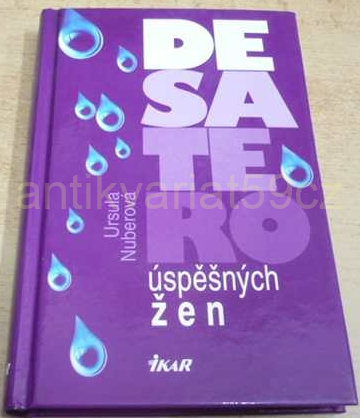 DE
SA
TE
RO
Ursula
Nuberová
úspěšných
žen
IKAR
antikvariat59cz